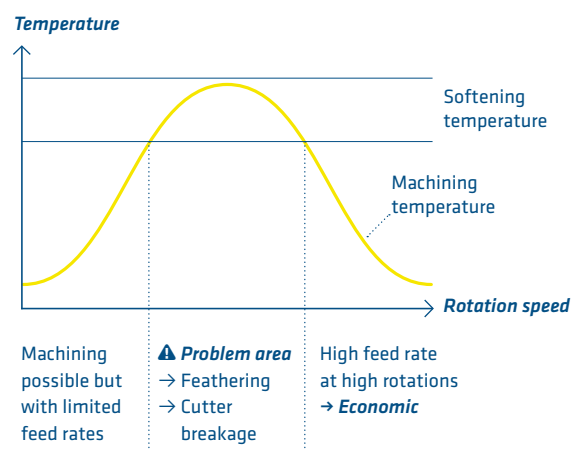 Temperature
Softening
temperature
Machining
temperature
Rotation speed
Machining
possible but
with limited
feed rates
⚠ Problem area
→ Feathering
→ Cutter
breakage
High feed rate
at high rotations
→ Economic